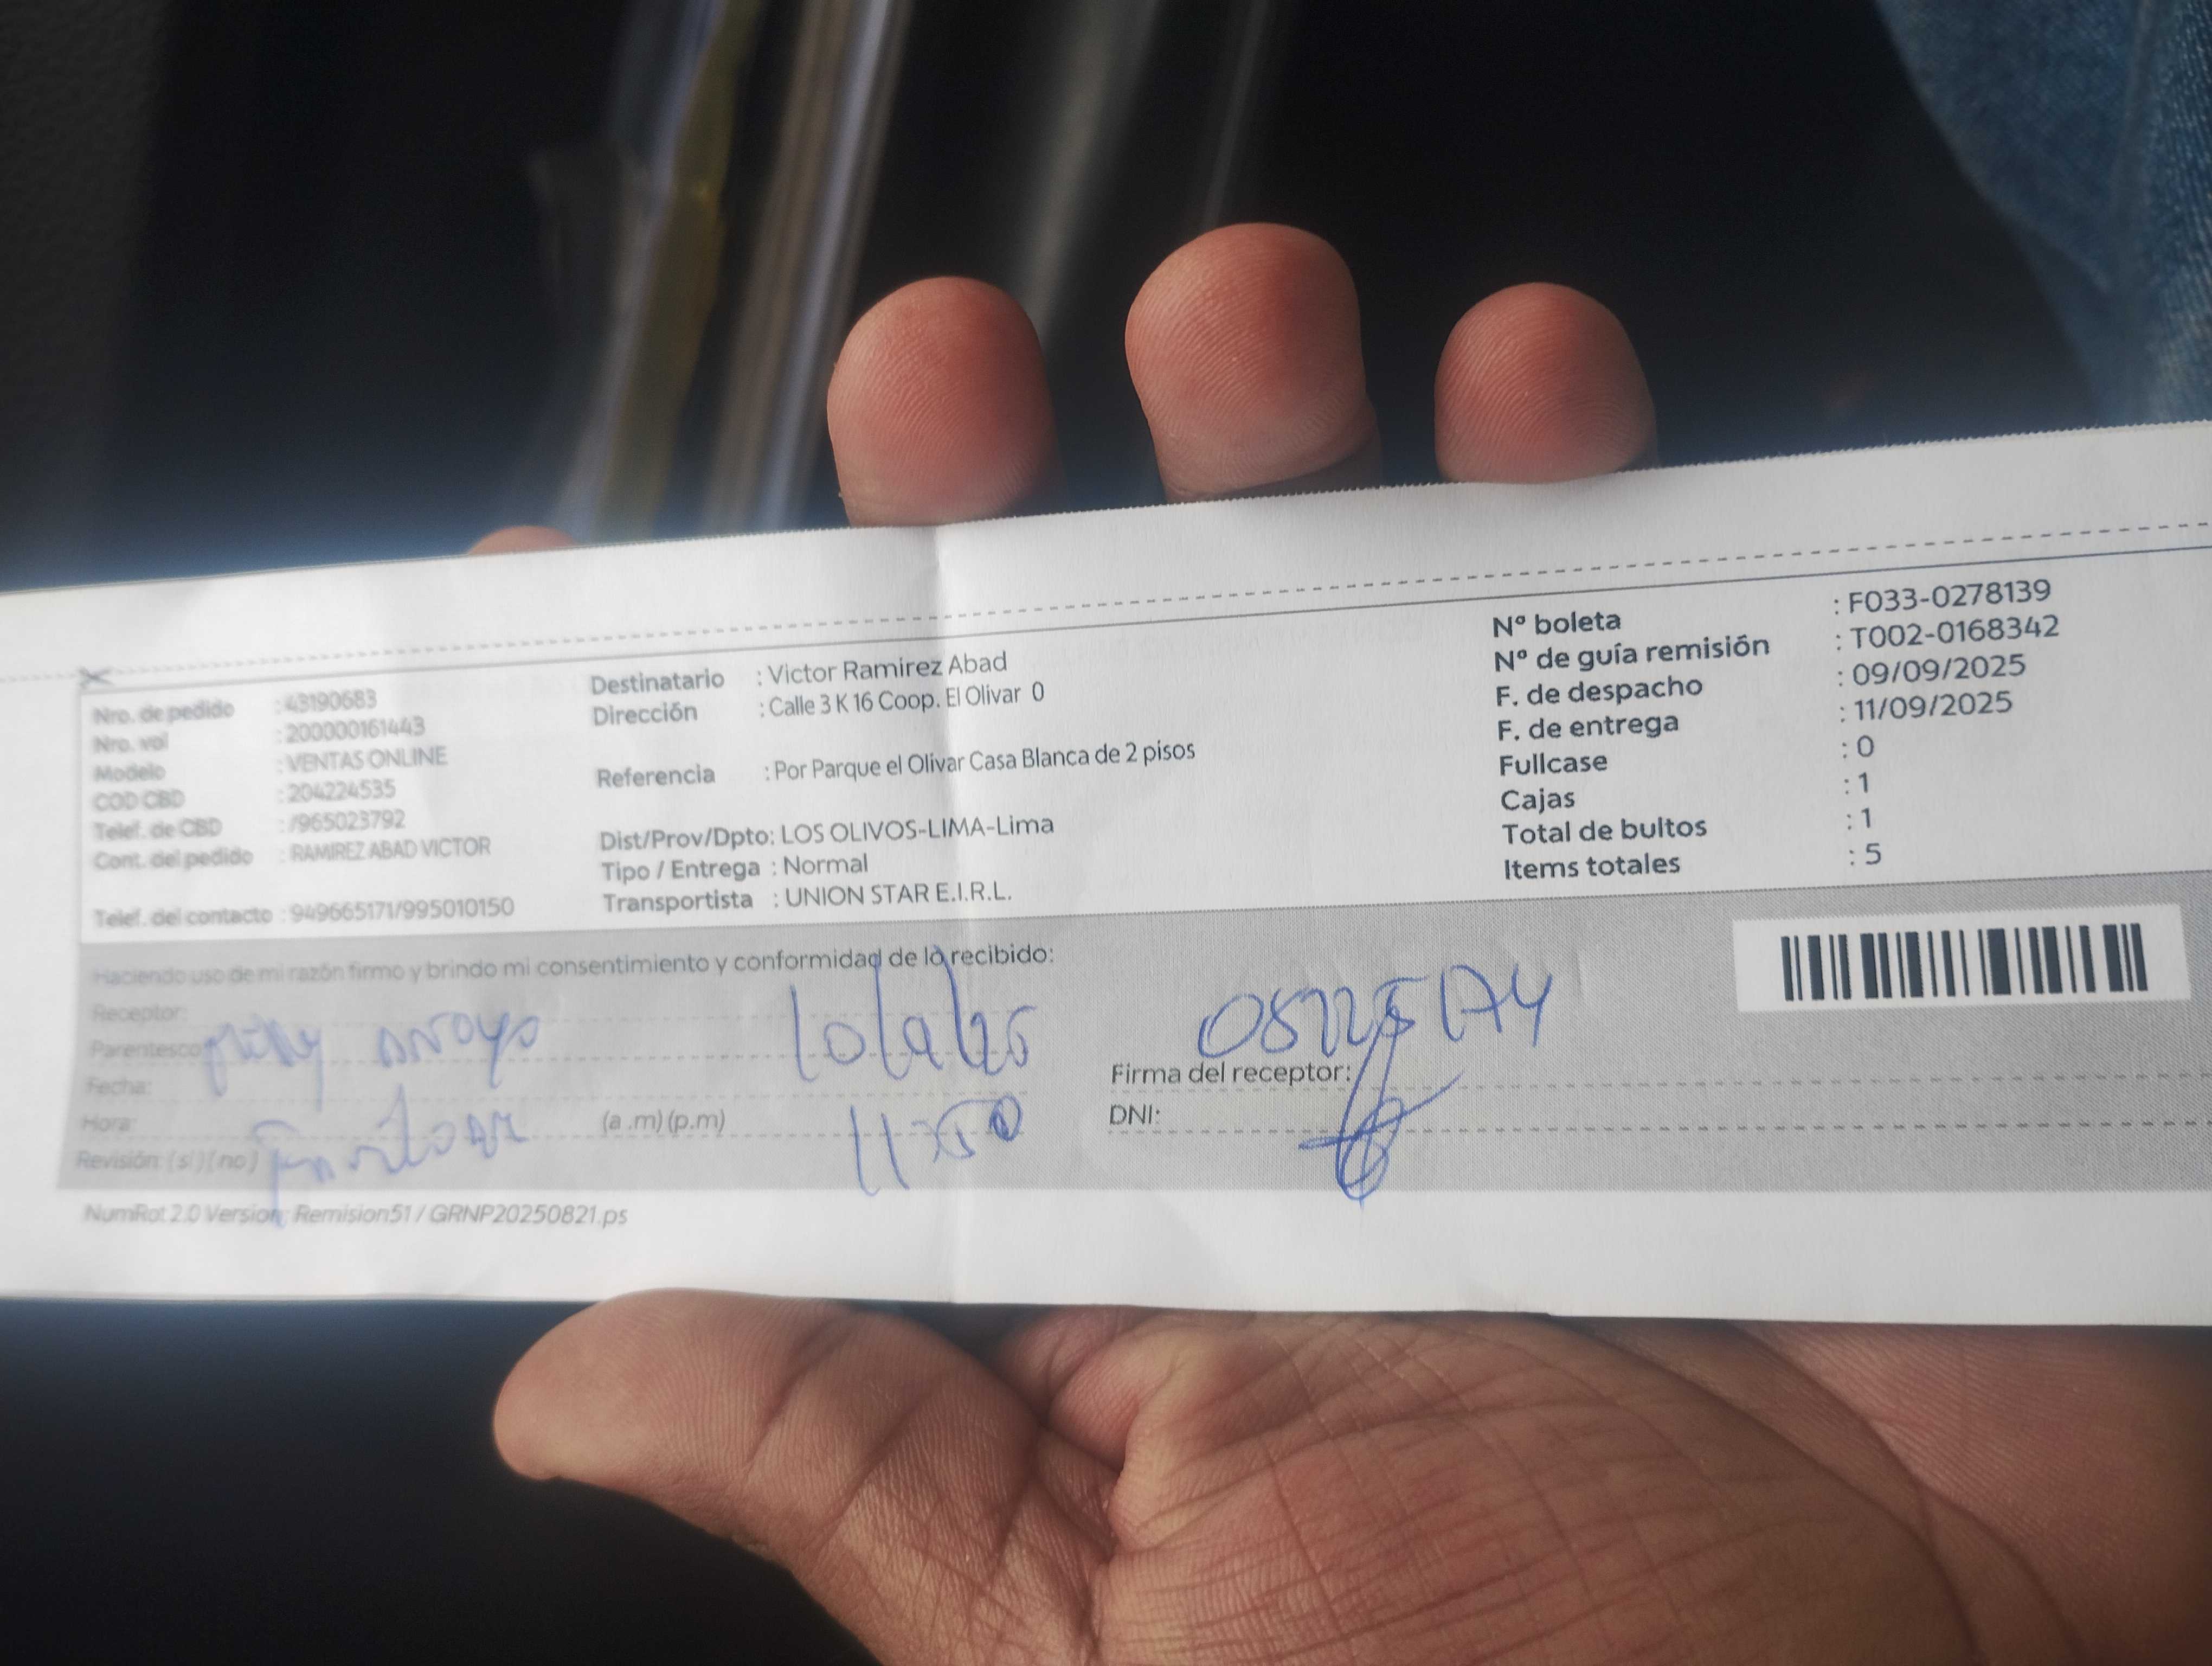 Nro. de pedido : 43190683
Nro. val : 200000161443
Modelo : VENTAS ONLINE
COD CBD : 204224535
Telef. de CBD : /965023792
Cont. del pedido : RAMIREZ ABAD VICTOR
Telef. del contacto : 949665171/995010150
Destinatario : Victor Ramirez Abad
Dirección : Calle 3 K 16 Coop. El Olivar 0
Referencia : Por Parque el Olivar Casa Blanca de 2 pisos
Dist/Prov/Dpto: LOS OLIVOS-LIMA-Lima
Tipo / Entrega : Normal
Transportista : UNION STAR E.I.R.L.
Nº boleta : F033-0278139
Nº de guía remisión : T002-0168342
F. de despacho : 09/09/2025
F. de entrega : 11/09/2025
Fullcase : 0
Cajas : 1
Total de bultos : 1
Items totales : 5
Haciendo uso de mi razón firmo y brindo mi consentimiento y conformidad de lo recibido:
Receptor:
Parentesco: Arroyo
Fecha: 10/9/25
Hora: (a .m) (p.m) 11:50
Revisión: ( si ) ( no )
Firma del receptor:
DNI:
NumRot 2.0 Version: Remision51 / GRNP20250821.ps